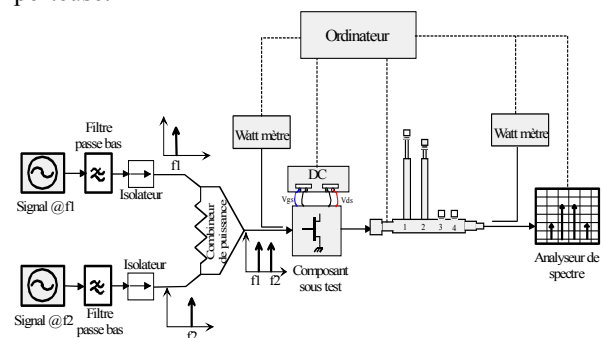 porteuse.
Ordinateur
Filtre
passe bas
f1
Watt mètre
Watt mètre
DC
Vgs
Vds
Signal @f1
Isolateur
Combineur
de puissance
1 2 3 4
Isolateur
f1 f2
Composant
sous test
Analyseur de
spectre
Signal @f2
Filtre
passe bas
f2